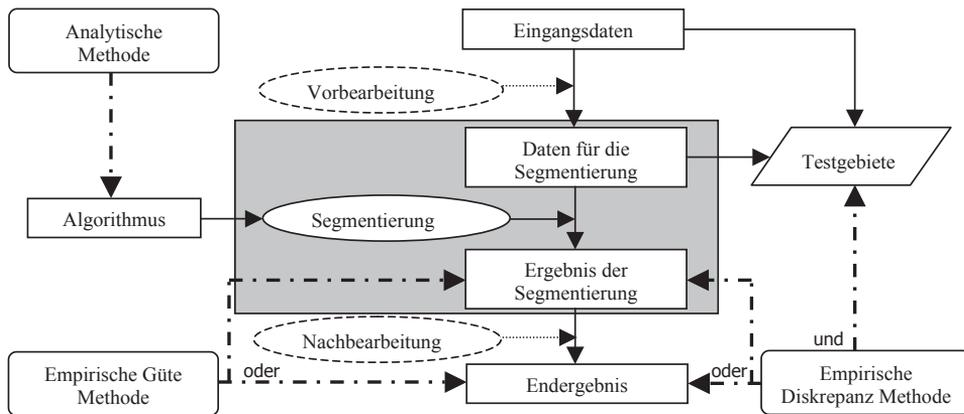 Analytische
Methode
Eingangsdaten
Vorbearbeitung
Daten für die
Segmentierung
Testgebiete
Algorithmus
Segmentierung
Ergebnis der
Segmentierung
Nachbearbeitung
und
Empirische Güte
Methode
oder
Endergebnis
oder
Empirische
Diskrepanz Methode